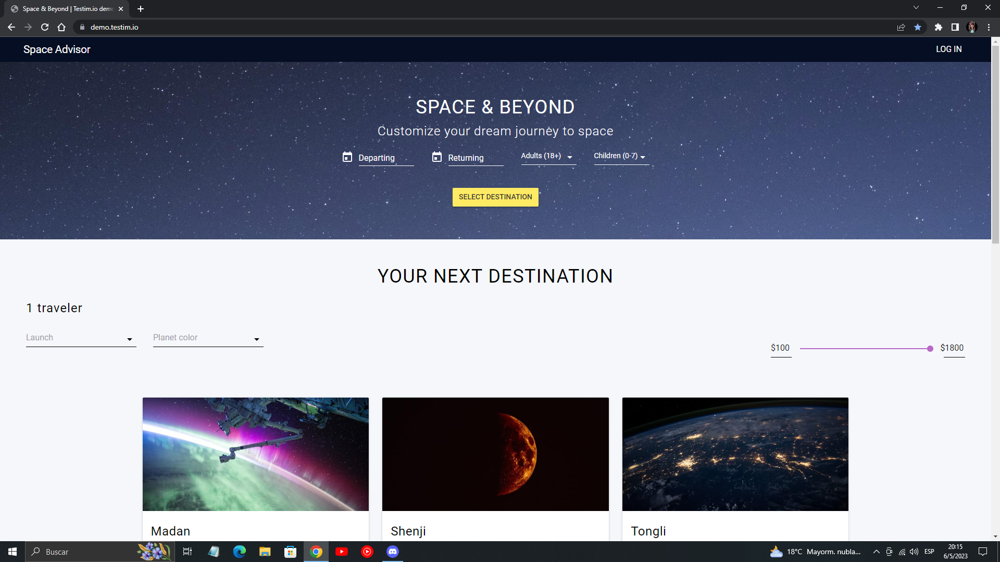 Space & Beyond | Testim.io demo
demo.testim.io
Space Advisor
LOG IN
SPACE & BEYOND
Customize your dream journey to space
Departing
Returning
Adults (18+)
Children (0-7)
SELECT DESTINATION
YOUR NEXT DESTINATION
1 traveler
Launch
Planet color
$100
$1800
Madan
Shenji
Tongli
Buscar
18°C Mayorm. nubla...
ESP
20:15
6/5/2023